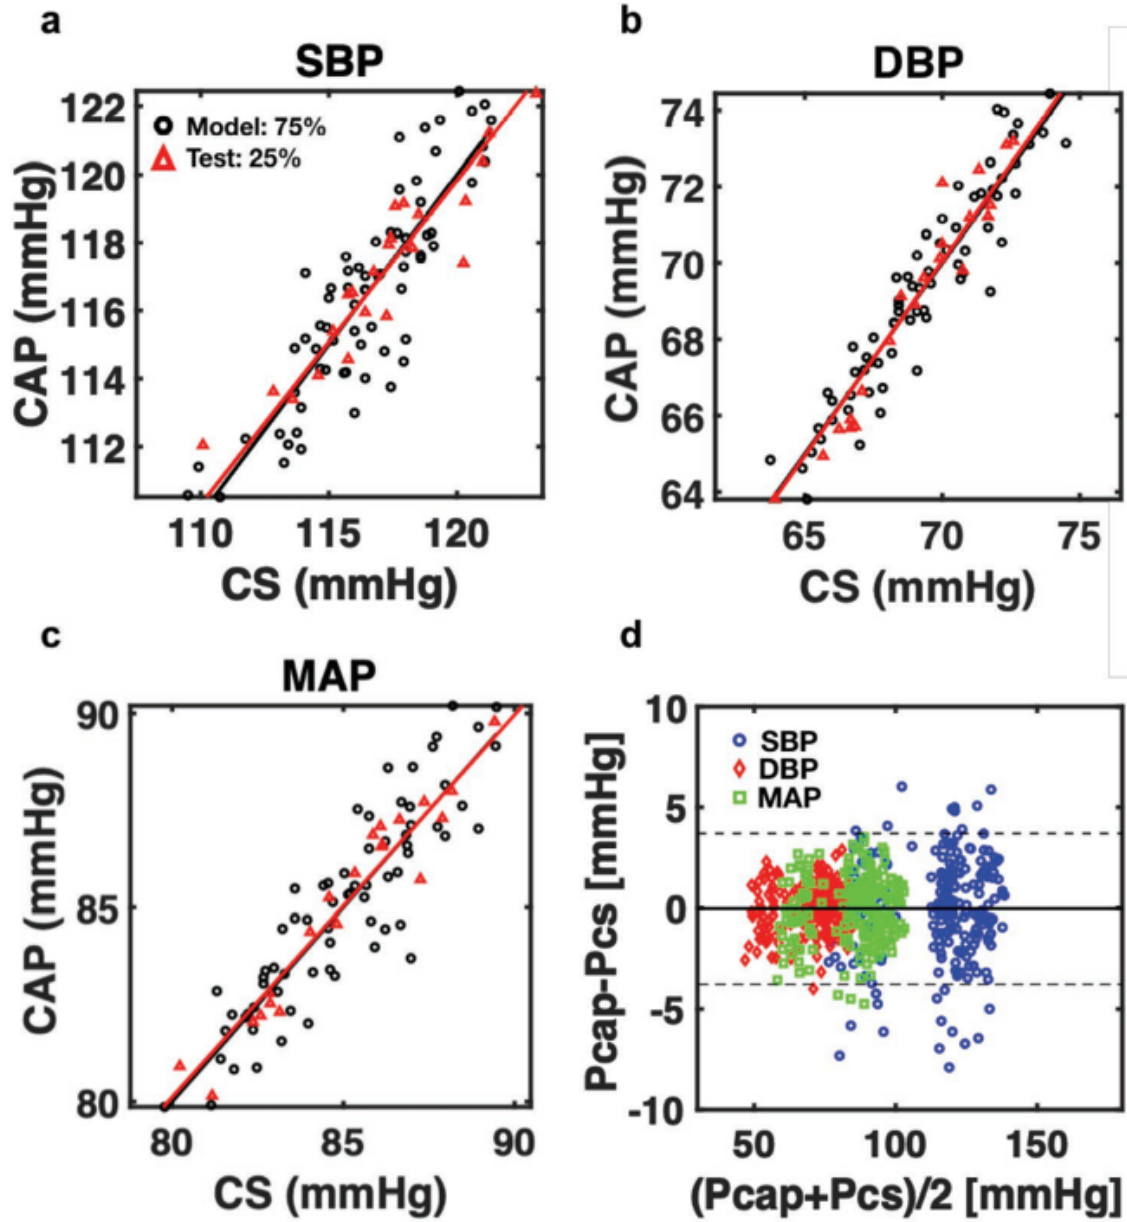 a
SBP
122
120
118
116
114
112
CAP (mmHg)
Model: 75%
Test: 25%
110 115 120
CS (mmHg)
b
DBP
74
72
70
68
66
64
CAP (mmHg)
65 70 75
CS (mmHg)
c
MAP
90
85
80
CAP (mmHg)
80 85 90
CS (mmHg)
d
10
5
0
-5
-10
Pcap-Pcs [mmHg]
SBP
DBP
MAP
50 100 150
(Pcap+Pcs)/2 [mmHg]